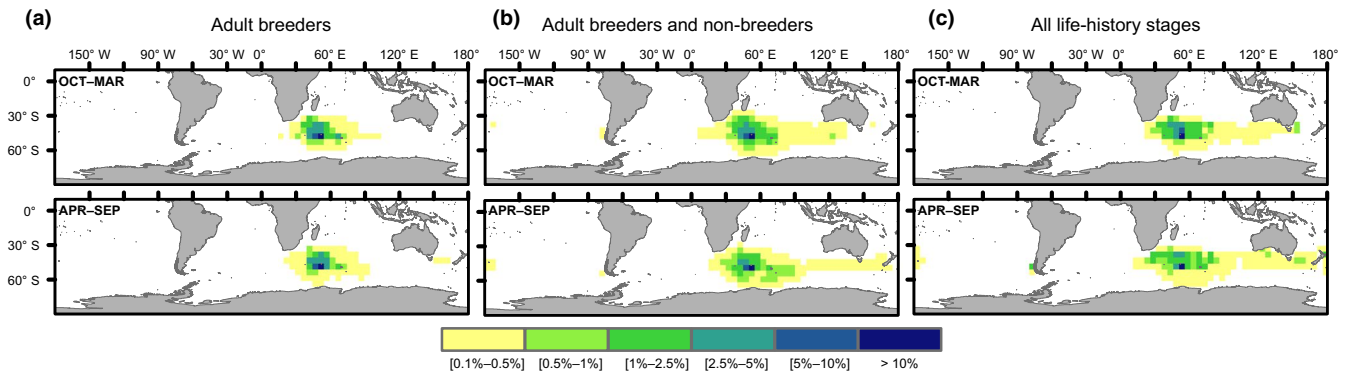 (a) Adult breeders (b) Adult breeders and non-breeders (c) All life-history stages
150° W 90° W 0° 60° E 120° E 180° 150° W 90° W 0° 60° E 120° E 180° 150° W 90° W 0° 60° E 120° E 180°
0° OCT–MAR OCT–MAR OCT–MAR
30° S
60° S
0° APR–SEP APR–SEP APR–SEP
30° S
60° S
[0.1%–0.5%] [0.5%–1%] [1%–2.5%] [2.5%–5%] [5%–10%] > 10%